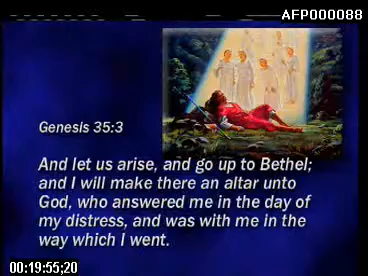 AFP000088
Genesis 35:3
And let us arise, and go up to Bethel;
and I will make there an altar unto
God, who answered me in the day of
my distress, and was with me in the
way which I went.
00:19:55;20